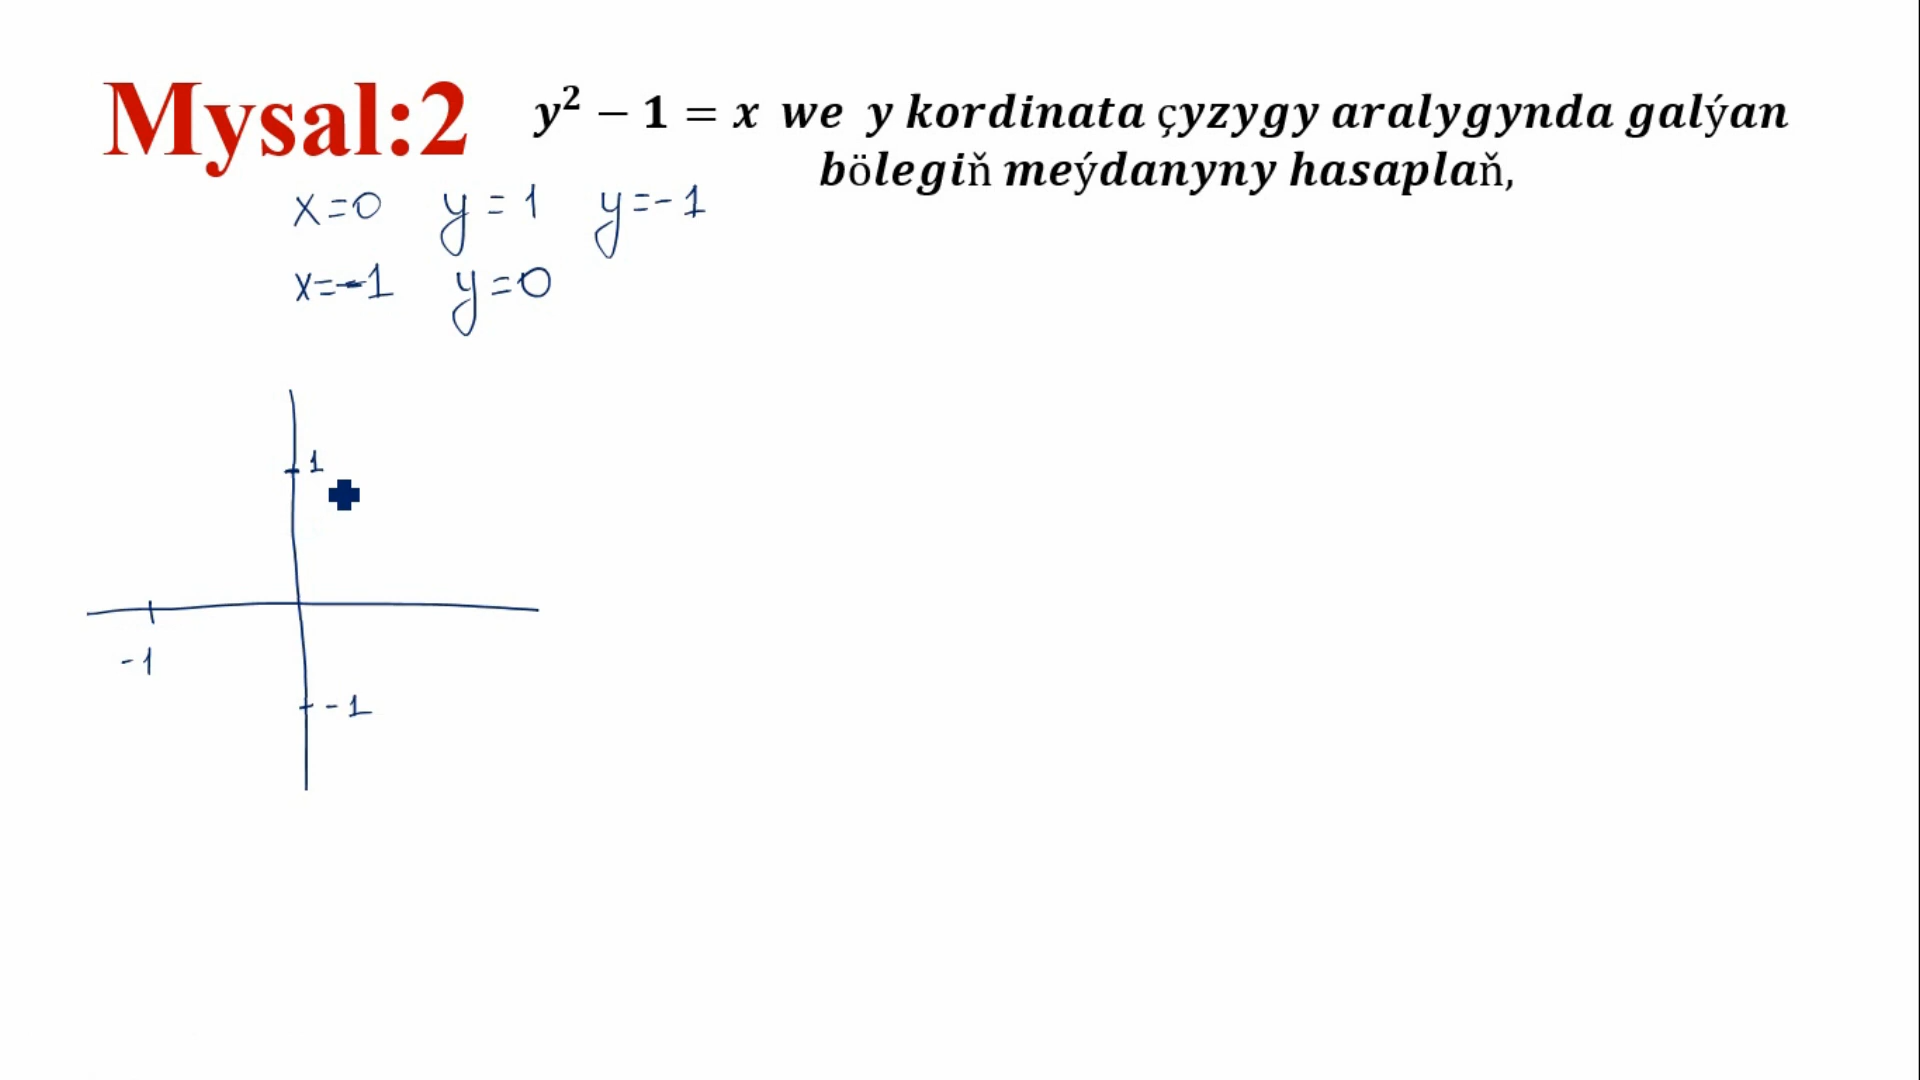 Mysal:2 y² − 1 = x we y kordinata çyzygy aralygynda galýan
bölegiň meýdanyny hasaplaň,
x=0 y=1 y=-1
x=-1 y=0
1
-1
-1